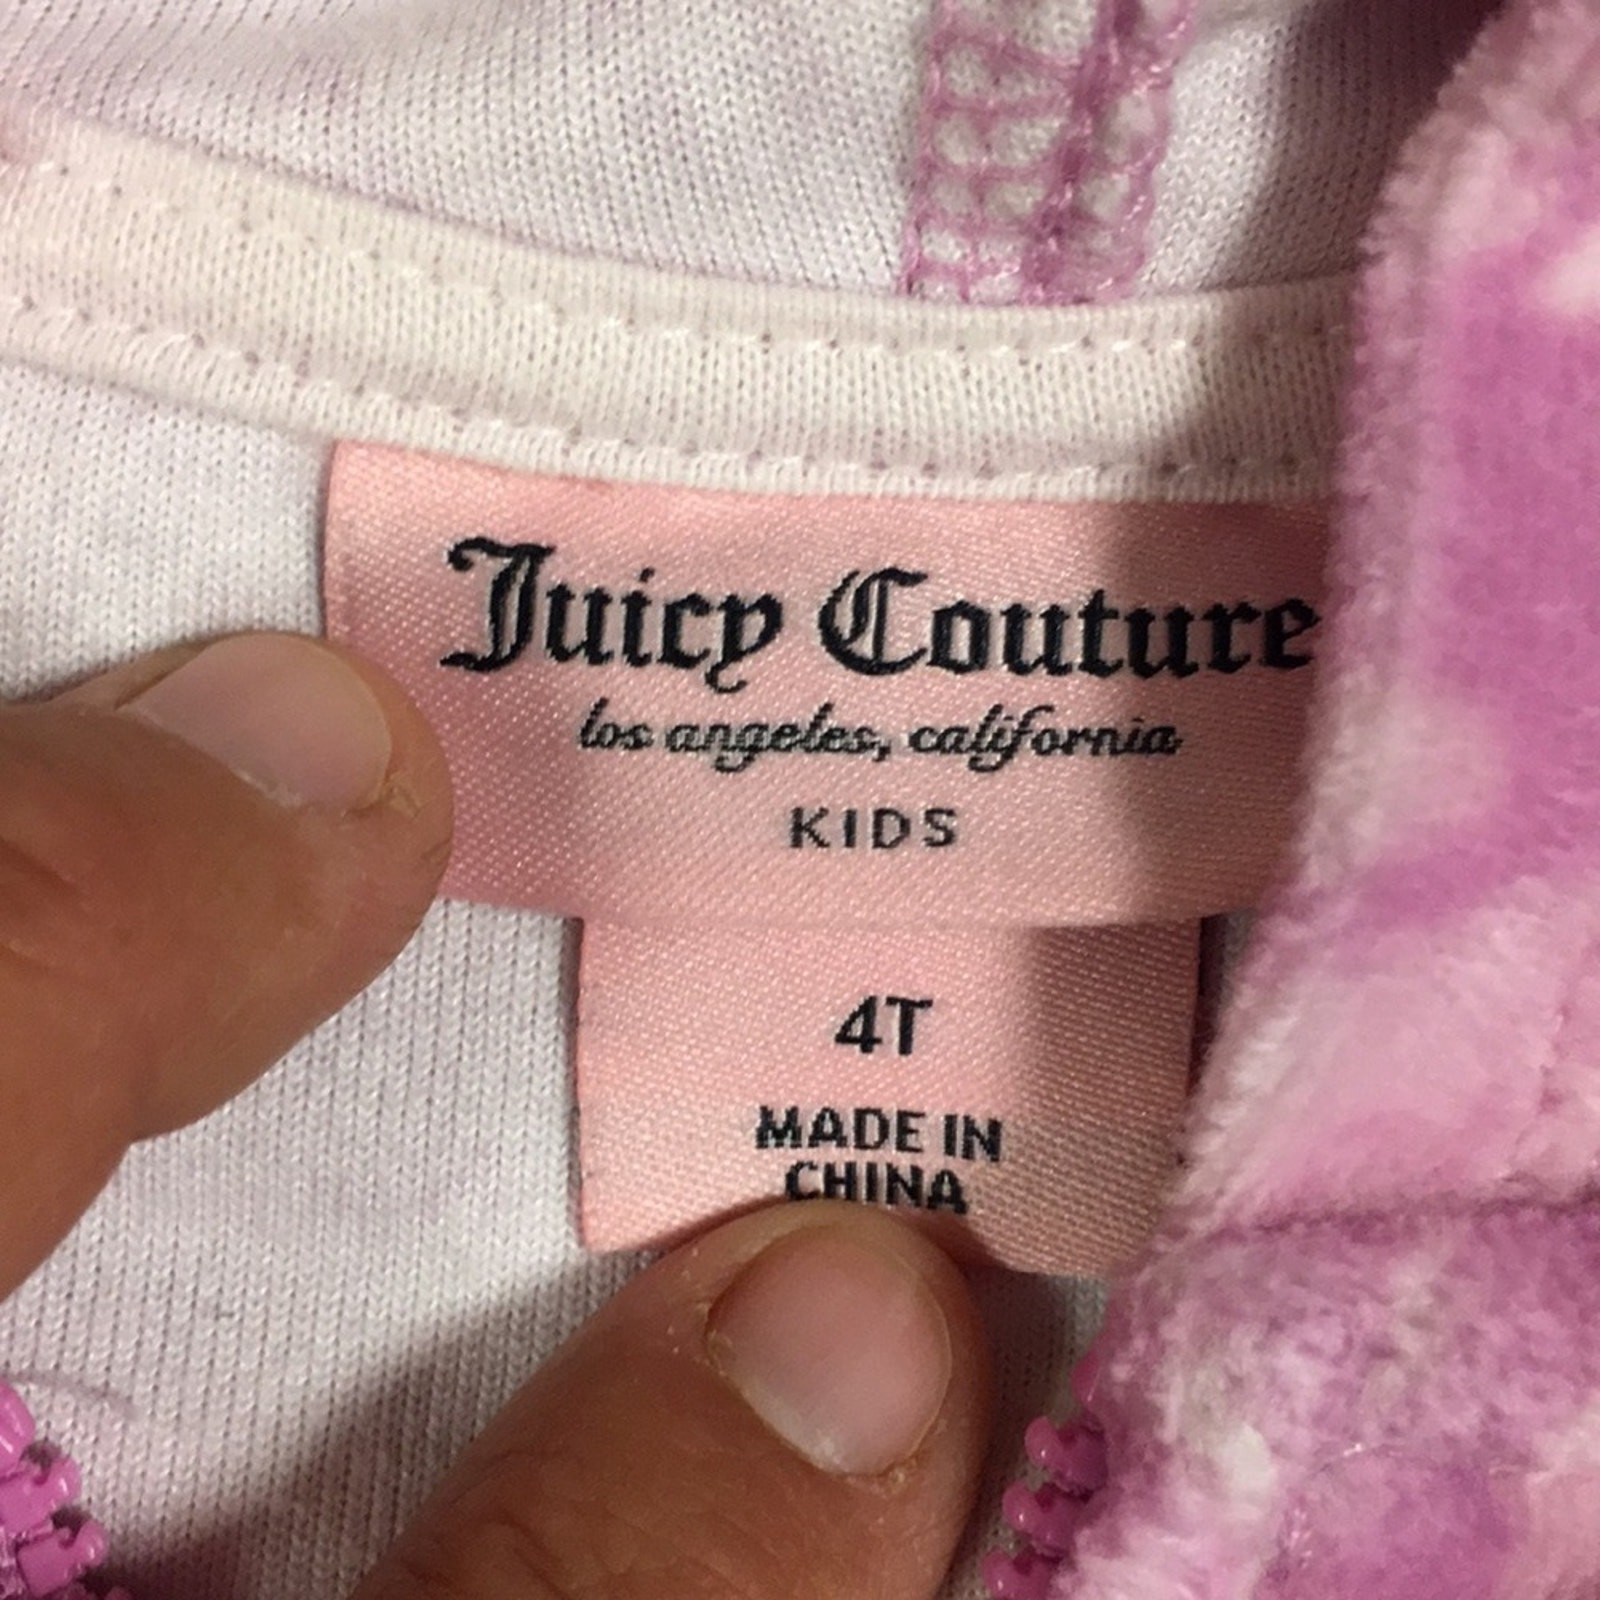 Juicy Couture
los angeles, california
KIDS
4T
MADE IN
CHINA